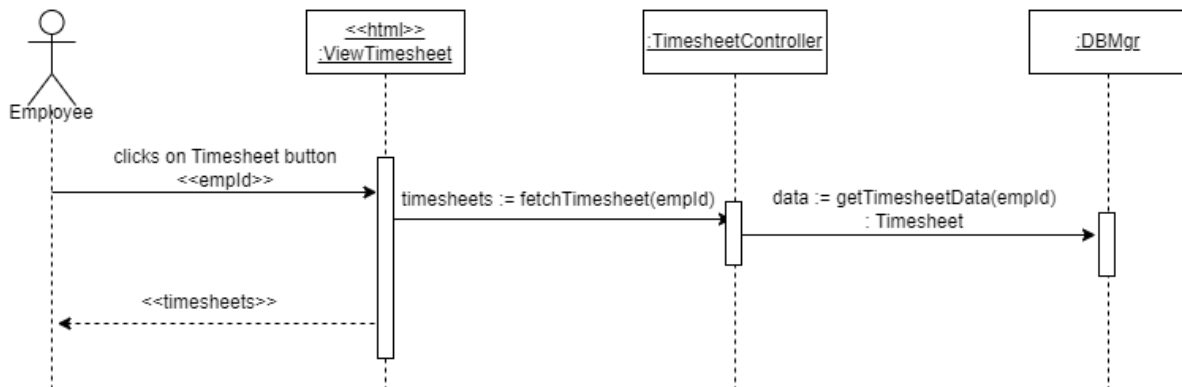 <<html>>
:ViewTimesheet
:TimesheetController
:DBMgr
Employee
clicks on Timesheet button
<<empId>>
timesheets := fetchTimesheet(empId)
data := getTimesheetData(empId)
: Timesheet
<<timesheets>>